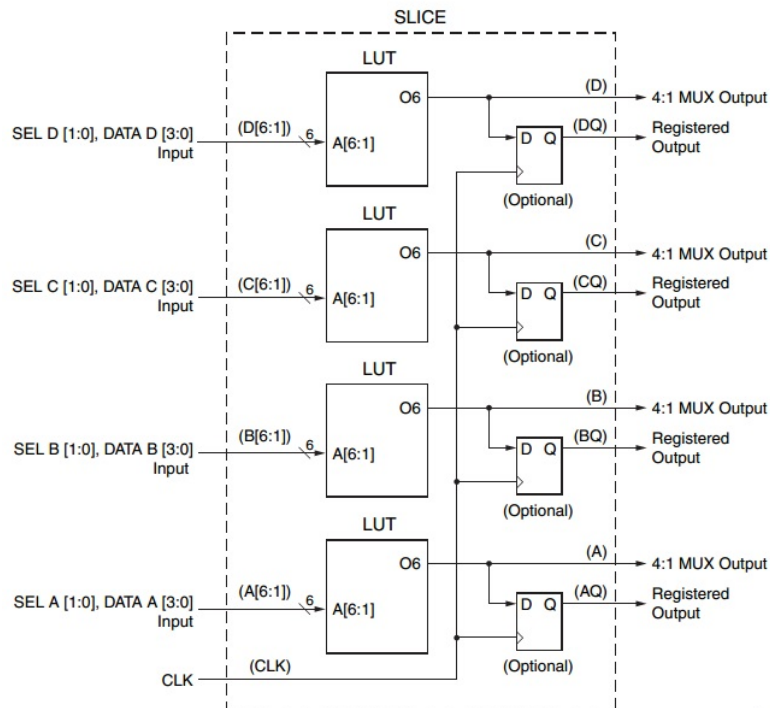 SLICE
LUT
(D)
O6
4:1 MUX Output
SEL D [1:0], DATA D [3:0]
Input
(D[6:1])
6
A[6:1]
D Q
(DQ)
Registered
Output
(Optional)
LUT
(C)
O6
4:1 MUX Output
SEL C [1:0], DATA C [3:0]
Input
(C[6:1])
6
A[6:1]
D Q
(CQ)
Registered
Output
(Optional)
LUT
(B)
O6
4:1 MUX Output
SEL B [1:0], DATA B [3:0]
Input
(B[6:1])
6
A[6:1]
D Q
(BQ)
Registered
Output
(Optional)
LUT
(A)
O6
4:1 MUX Output
SEL A [1:0], DATA A [3:0]
Input
(A[6:1])
6
A[6:1]
D Q
(AQ)
Registered
Output
(Optional)
CLK
(CLK)